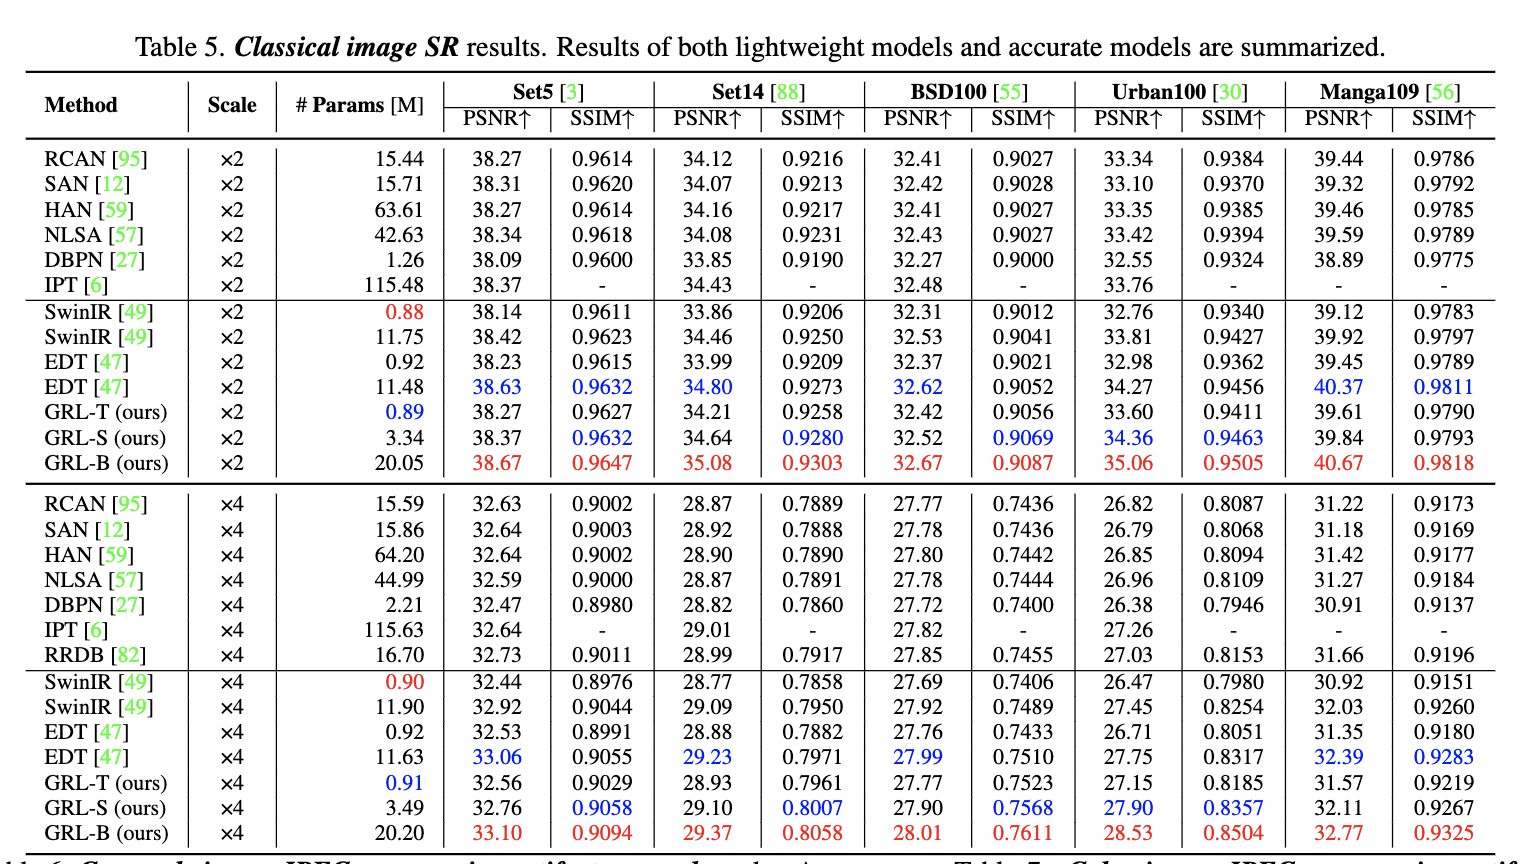 Table 5. Classical image SR results. Results of both lightweight models and accurate models are summarized.
Method Scale # Params [M] Set5 [3] Set14 [88] BSD100 [55] Urban100 [30] Manga109 [56]
PSNR↑ SSIM↑ PSNR↑ SSIM↑ PSNR↑ SSIM↑ PSNR↑ SSIM↑ PSNR↑ SSIM↑
RCAN [95] ×2 15.44 38.27 0.9614 34.12 0.9216 32.41 0.9027 33.34 0.9384 39.44 0.9786
SAN [12] ×2 15.71 38.31 0.9620 34.07 0.9213 32.42 0.9028 33.10 0.9370 39.32 0.9792
HAN [59] ×2 63.61 38.27 0.9614 34.16 0.9217 32.41 0.9027 33.35 0.9385 39.46 0.9785
NLSA [57] ×2 42.63 38.34 0.9618 34.08 0.9231 32.43 0.9027 33.42 0.9394 39.59 0.9789
DBPN [27] ×2 1.26 38.09 0.9600 33.85 0.9190 32.27 0.9000 32.55 0.9324 38.89 0.9775
IPT [6] ×2 115.48 38.37 - 34.43 - 32.48 - 33.76 - - -
SwinIR [49] ×2 0.88 38.14 0.9611 33.86 0.9206 32.31 0.9012 32.76 0.9340 39.12 0.9783
SwinIR [49] ×2 11.75 38.42 0.9623 34.46 0.9250 32.53 0.9041 33.81 0.9427 39.92 0.9797
EDT [47] ×2 0.92 38.23 0.9615 33.99 0.9209 32.37 0.9021 32.98 0.9362 39.45 0.9789
EDT [47] ×2 11.48 38.63 0.9632 34.80 0.9273 32.62 0.9052 34.27 0.9456 40.37 0.9811
GRL-T (ours) ×2 0.89 38.27 0.9627 34.21 0.9258 32.42 0.9056 33.60 0.9411 39.61 0.9790
GRL-S (ours) ×2 3.34 38.37 0.9632 34.64 0.9280 32.52 0.9069 34.36 0.9463 39.84 0.9793
GRL-B (ours) ×2 20.05 38.67 0.9647 35.08 0.9303 32.67 0.9087 35.06 0.9505 40.67 0.9818
RCAN [95] ×4 15.59 32.63 0.9002 28.87 0.7889 27.77 0.7436 26.82 0.8087 31.22 0.9173
SAN [12] ×4 15.86 32.64 0.9003 28.92 0.7888 27.78 0.7436 26.79 0.8068 31.18 0.9169
HAN [59] ×4 64.20 32.64 0.9002 28.90 0.7890 27.80 0.7442 26.85 0.8094 31.42 0.9177
NLSA [57] ×4 44.99 32.59 0.9000 28.87 0.7891 27.78 0.7444 26.96 0.8109 31.27 0.9184
DBPN [27] ×4 2.21 32.47 0.8980 28.82 0.7860 27.72 0.7400 26.38 0.7946 30.91 0.9137
IPT [6] ×4 115.63 32.64 - 29.01 - 27.82 - 27.26 - - -
RRDB [82] ×4 16.70 32.73 0.9011 28.99 0.7917 27.85 0.7455 27.03 0.8153 31.66 0.9196
SwinIR [49] ×4 0.90 32.44 0.8976 28.77 0.7858 27.69 0.7406 26.47 0.7980 30.92 0.9151
SwinIR [49] ×4 11.90 32.92 0.9044 29.09 0.7950 27.92 0.7489 27.45 0.8254 32.03 0.9260
EDT [47] ×4 0.92 32.53 0.8991 28.88 0.7882 27.76 0.7433 26.71 0.8051 31.35 0.9180
EDT [47] ×4 11.63 33.06 0.9055 29.23 0.7971 27.99 0.7510 27.75 0.8317 32.39 0.9283
GRL-T (ours) ×4 0.91 32.56 0.9029 28.93 0.7961 27.77 0.7523 27.15 0.8185 31.57 0.9219
GRL-S (ours) ×4 3.49 32.76 0.9058 29.10 0.8007 27.90 0.7568 27.90 0.8357 32.11 0.9267
GRL-B (ours) ×4 20.20 33.10 0.9094 29.37 0.8058 28.01 0.7611 28.53 0.8504 32.77 0.9325